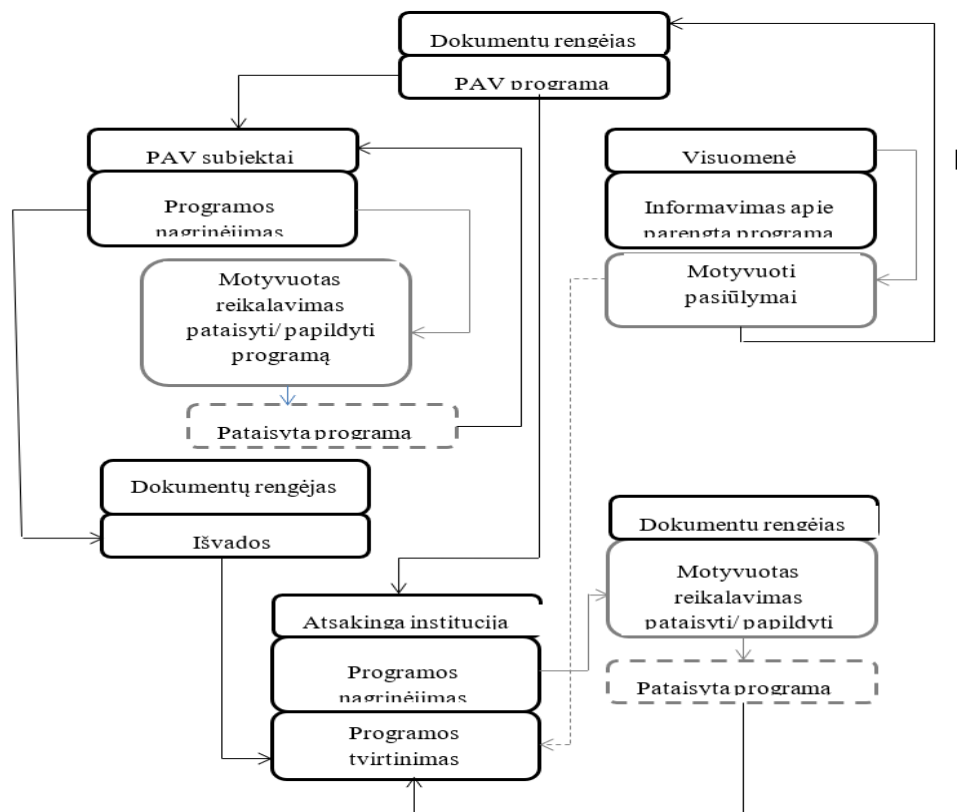 Dokumentu rengėjas
PAV programa
PAV subjektai
Programos
nagrinėjimas
Motyvuotas
reikalavimas
pataisyti/ papildyti
programą
Pataisyta programa
Visuomenė
Informavimas apie
parengta programa
Motyvuoti
pasiūlymai
Dokumentų rengėjas
Išvados
Atsakinga institucija
Programos
nagrinėjimas
Programos
tvirtinimas
Dokumentu rengėjas
Motyvuotas
reikalavimas
pataisyti/ papildyti
Pataisyta programa